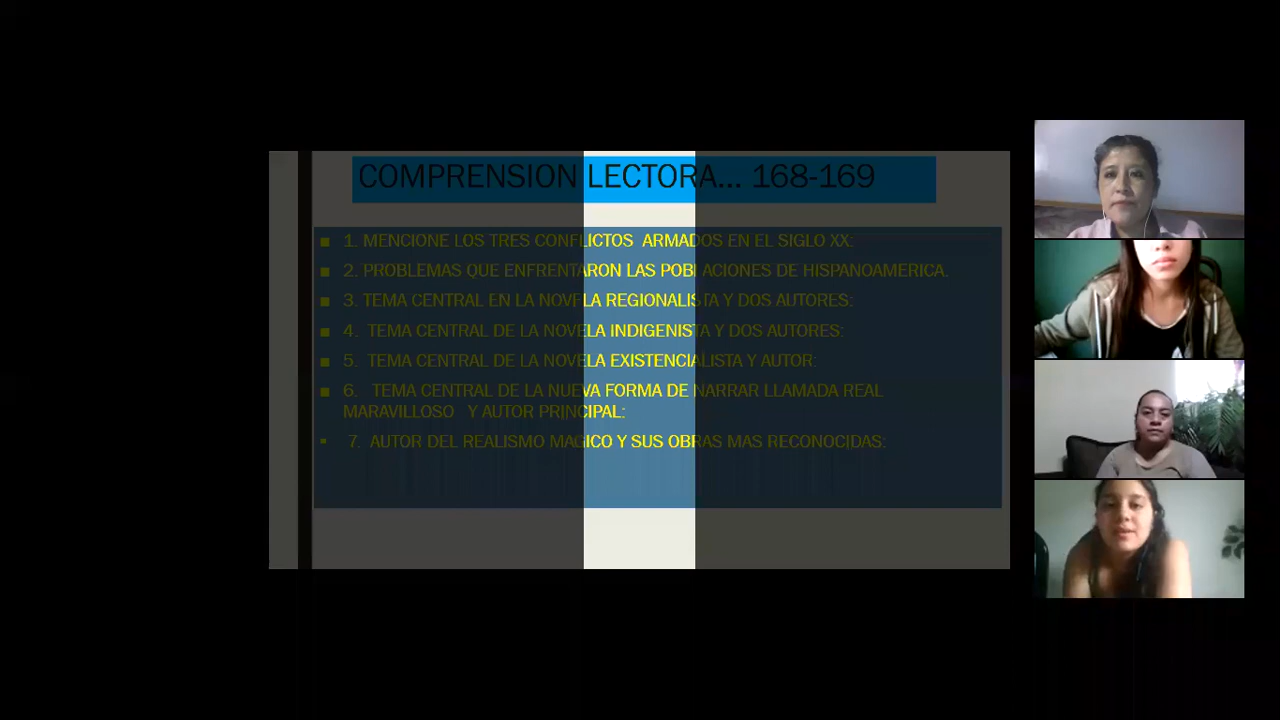 COMPRENSION LECTORA... 168-169
1. MENCIONE LOS TRES CONFLICTOS ARMADOS EN EL SIGLO XX:
2. PROBLEMAS QUE ENFRENTARON LAS POBLACIONES DE HISPANOAMERICA.
3. TEMA CENTRAL EN LA NOVELA REGIONALISTA Y DOS AUTORES:
4. TEMA CENTRAL DE LA NOVELA INDIGENISTA Y DOS AUTORES:
5. TEMA CENTRAL DE LA NOVELA EXISTENCIALISTA Y AUTOR:
6. TEMA CENTRAL DE LA NUEVA FORMA DE NARRAR LLAMADA REAL
MARAVILLOSO Y AUTOR PRINCIPAL:
7. AUTOR DEL REALISMO MAGICO Y SUS OBRAS MAS RECONOCIDAS: